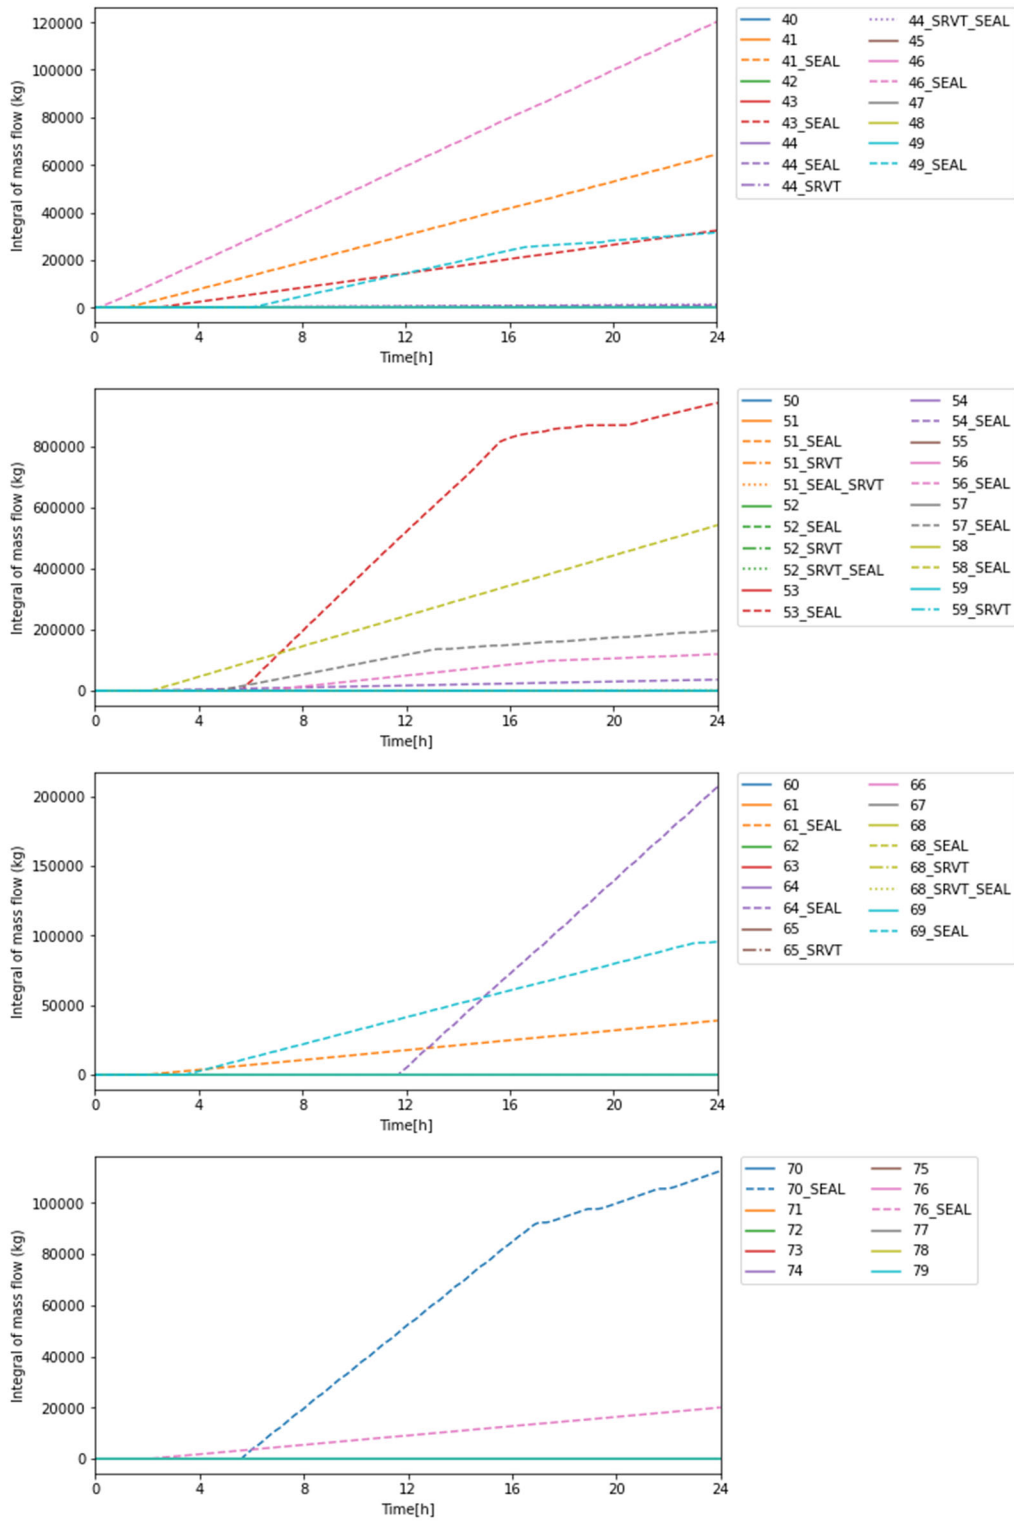 120000
100000
80000
60000
40000
20000
0
Integral of mass flow (kg)
0 4 8 12 16 20 24
Time[h]
40 44_SRVT_SEAL
41 45
41_SEAL 46
42 46_SEAL
43 47
43_SEAL 48
44 49
44_SEAL 49_SEAL
44_SRVT
800000
600000
400000
200000
0
Integral of mass flow (kg)
0 4 8 12 16 20 24
Time[h]
50 54
51 54_SEAL
51_SEAL 55
51_SRVT 56
51_SEAL_SRVT 56_SEAL
52 57
52_SEAL 57_SEAL
52_SRVT 58
52_SRVT_SEAL 58_SEAL
53 59
53_SEAL 59_SRVT
200000
150000
100000
50000
0
Integral of mass flow (kg)
0 4 8 12 16 20 24
Time[h]
60 66
61 67
61_SEAL 68
62 68_SEAL
63 68_SRVT
64 68_SRVT_SEAL
64_SEAL 69
65 69_SEAL
65_SRVT
100000
80000
60000
40000
20000
0
Integral of mass flow (kg)
0 4 8 12 16 20 24
Time[h]
70 75
70_SEAL 76
71 76_SEAL
72 77
73 78
74 79